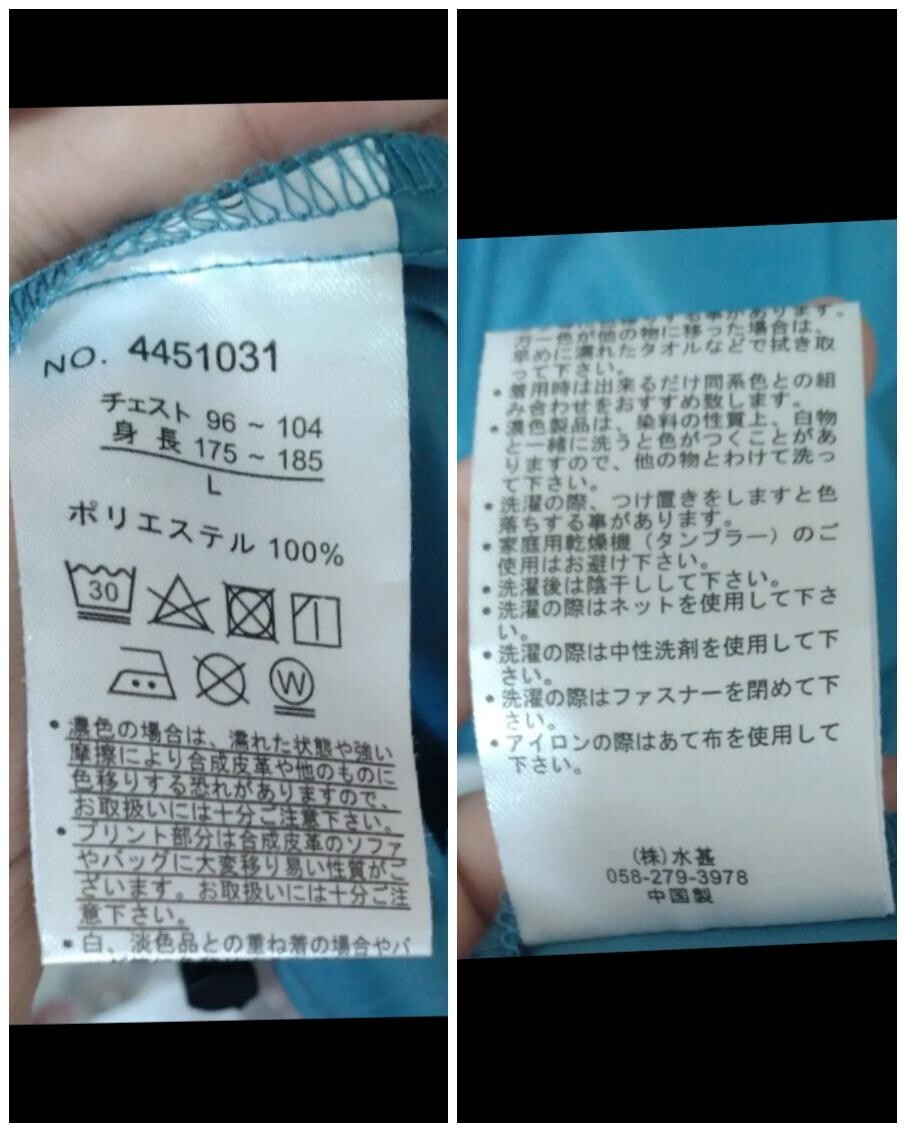 NO. 4451031
チェスト 96 ~ 104
身 長 175 ~ 185
L
ポリエステル 100%
30
W
• 濃色の場合は、濡れた状態や強い
摩擦により合成皮革や他のものに
色移りする恐れがありますので、
お取扱いには十分ご注意下さい。
• プリント部分は合成皮革のソファ
やバッグに大変移り易い性質がご
ざいます。お取扱いには十分ご注
意下さい。
• 白、淡色品との重ね着の場合やバ
する事があります。
万一色が他の物に移った場合は、
早めに濡れたタオルなどで拭き取
って下さい。
• 着用時は出来るだけ同系色との組
み合わせをおすすめ致します。
• 濃色製品は、染料の性質上、白物
と一緒に洗うと色がつくことがあ
りますので、他の物とわけて洗っ
て下さい。
• 洗濯の際、つけ置きをしますと色
落ちする事があります。
• 家庭用乾燥機（タンブラー）のご
使用はお避け下さい。
• 洗濯後は陰干しして下さい。
• 洗濯の際はネットを使用して下さ
い。
• 洗濯の際は中性洗剤を使用して下
さい。
• 洗濯の際はファスナーを閉めて下
さい。
• アイロンの際はあて布を使用して
下さい。
(株)水甚
058-279-3978
中国製